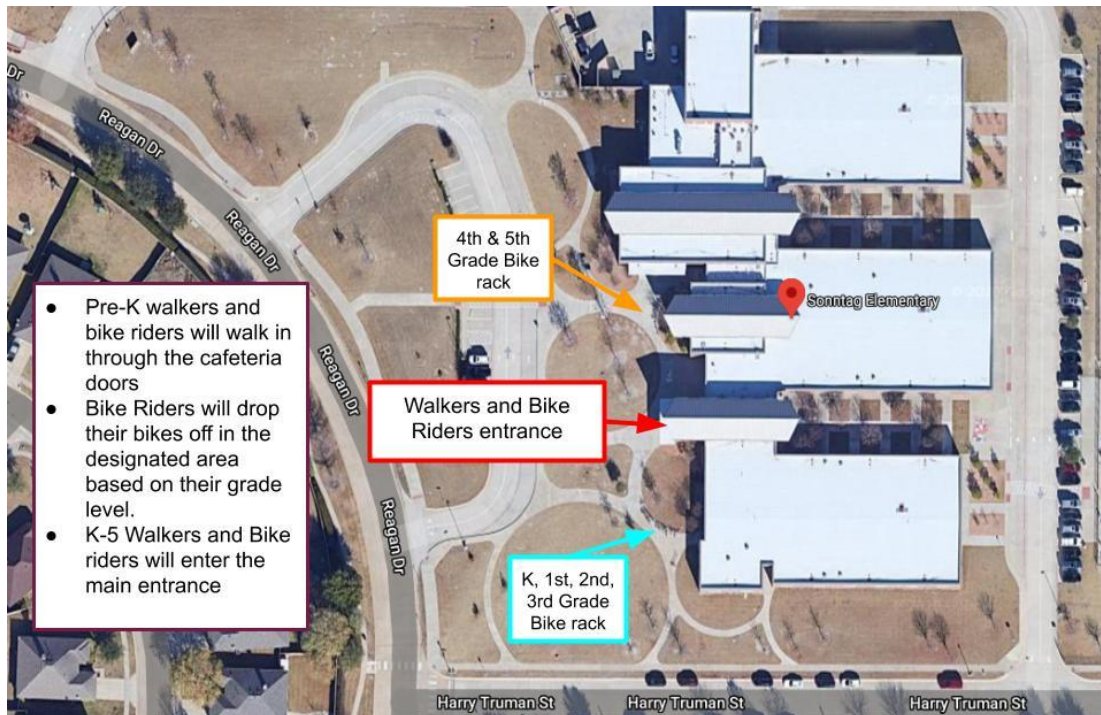 Dr
Reagan Dr
Reagan Dr
4th & 5th
Grade Bike
rack
Sonntag Elementary
● Pre-K walkers and
bike riders will walk in
through the cafeteria
doors
● Bike Riders will drop
their bikes off in the
designated area
based on their grade
level.
● K-5 Walkers and Bike
riders will enter the
main entrance
Reagan Dr
Walkers and Bike
Riders entrance
Reagan Dr
K, 1st, 2nd,
3rd Grade
Bike rack
Harry Truman St
Harry Truman St
Harry Truman St